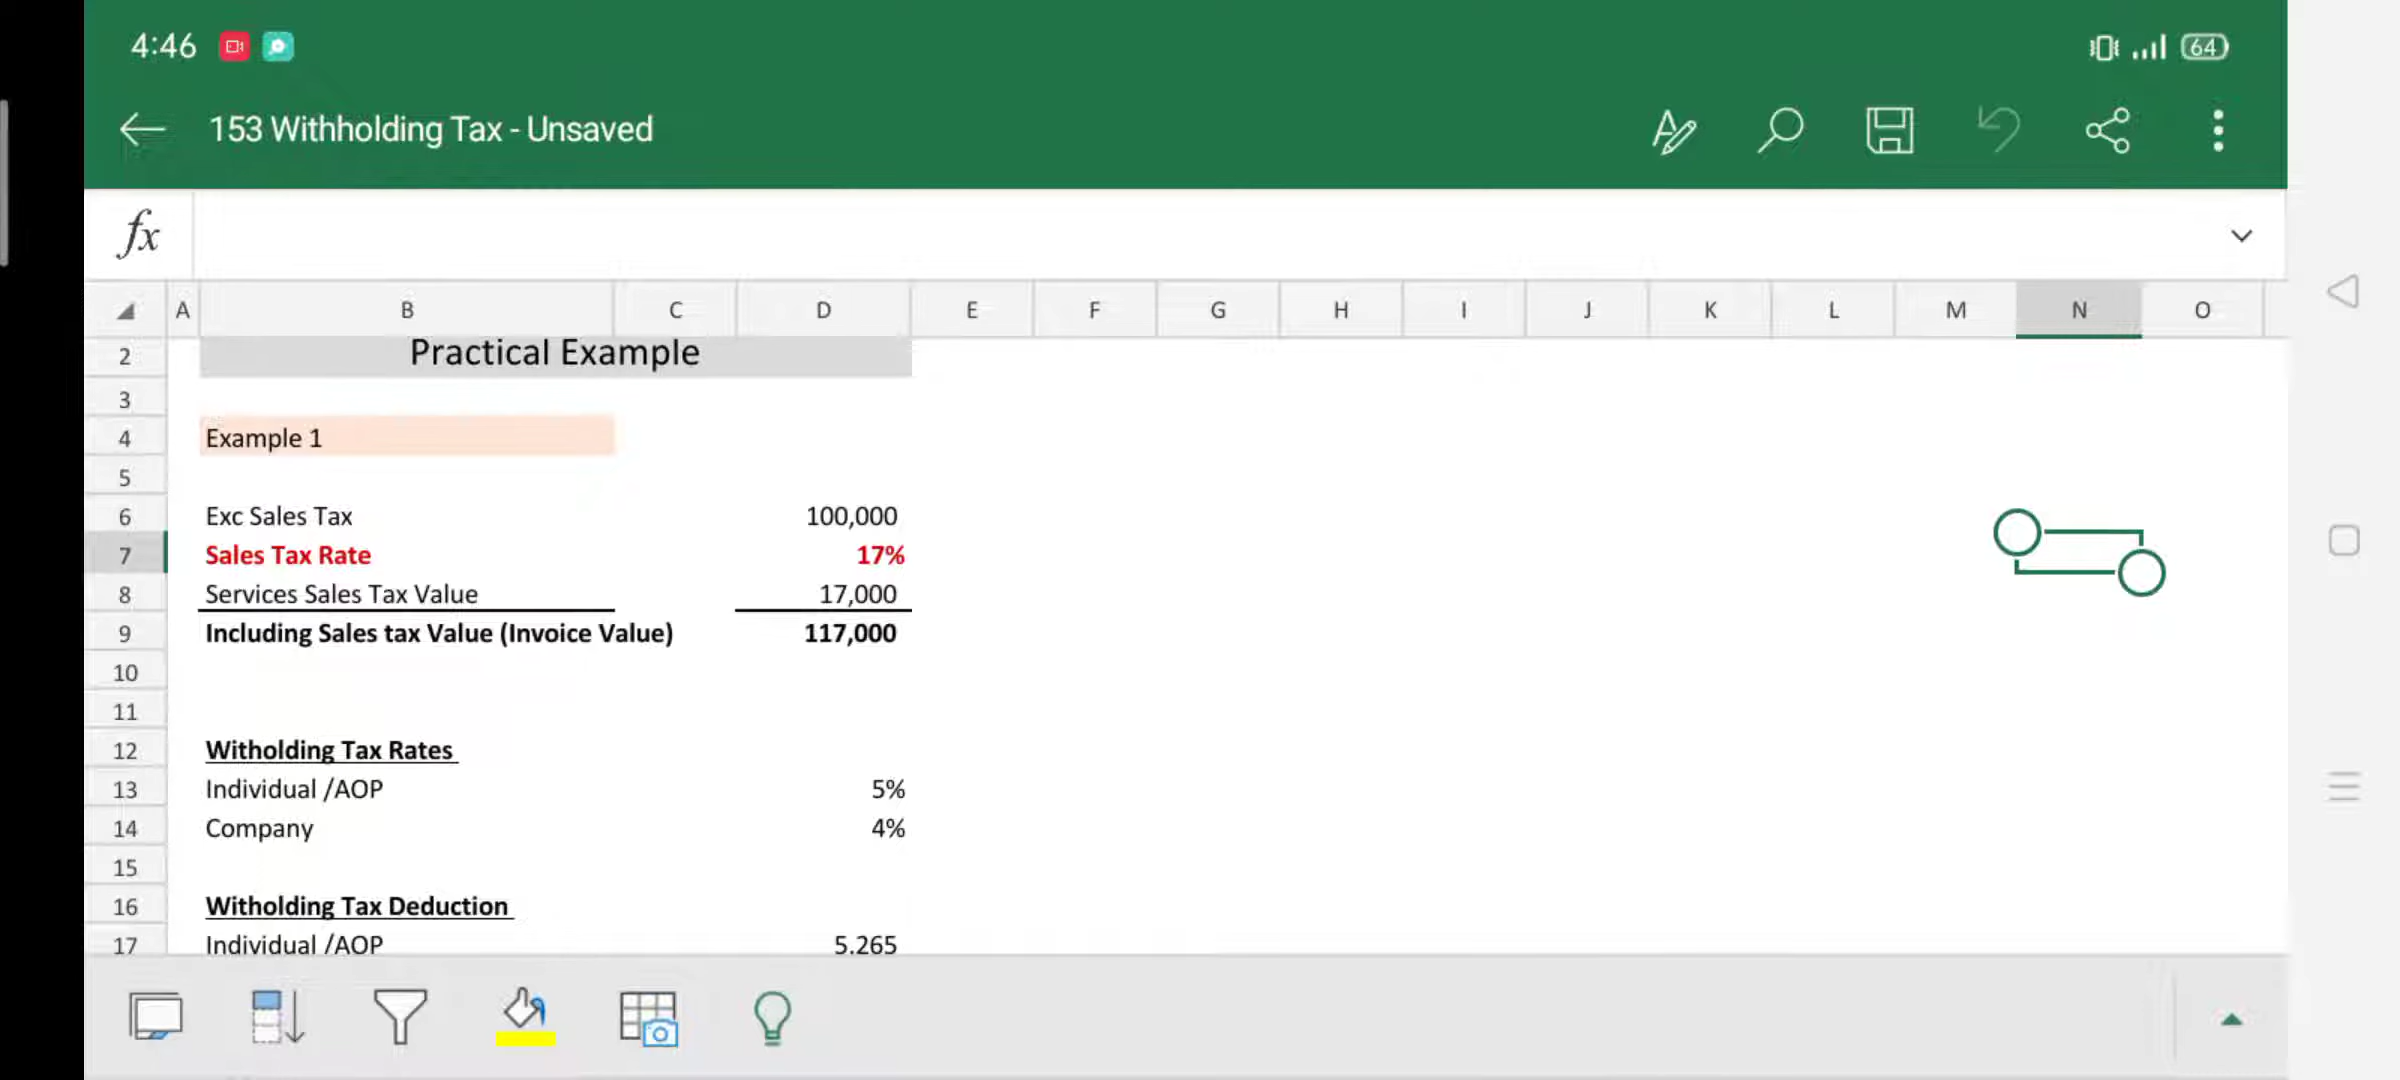 4:46
64
153 Withholding Tax - Unsaved
fx
A B C D E F G H I J K L M N O
2 Practical Example
3
4 Example 1
5
6 Exc Sales Tax 100,000
7 Sales Tax Rate 17%
8 Services Sales Tax Value 17,000
9 Including Sales tax Value (Invoice Value) 117,000
10
11
12 Witholding Tax Rates
13 Individual /AOP 5%
14 Company 4%
15
16 Witholding Tax Deduction
17 Individual /AOP 5,265